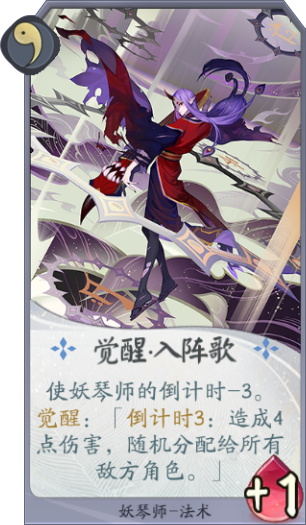 觉醒·入阵歌
使妖琴师的倒计时-3。
觉醒：「倒计时3：造成4
点伤害，随机分配给所有
敌方角色。」
+1
妖琴师-法术